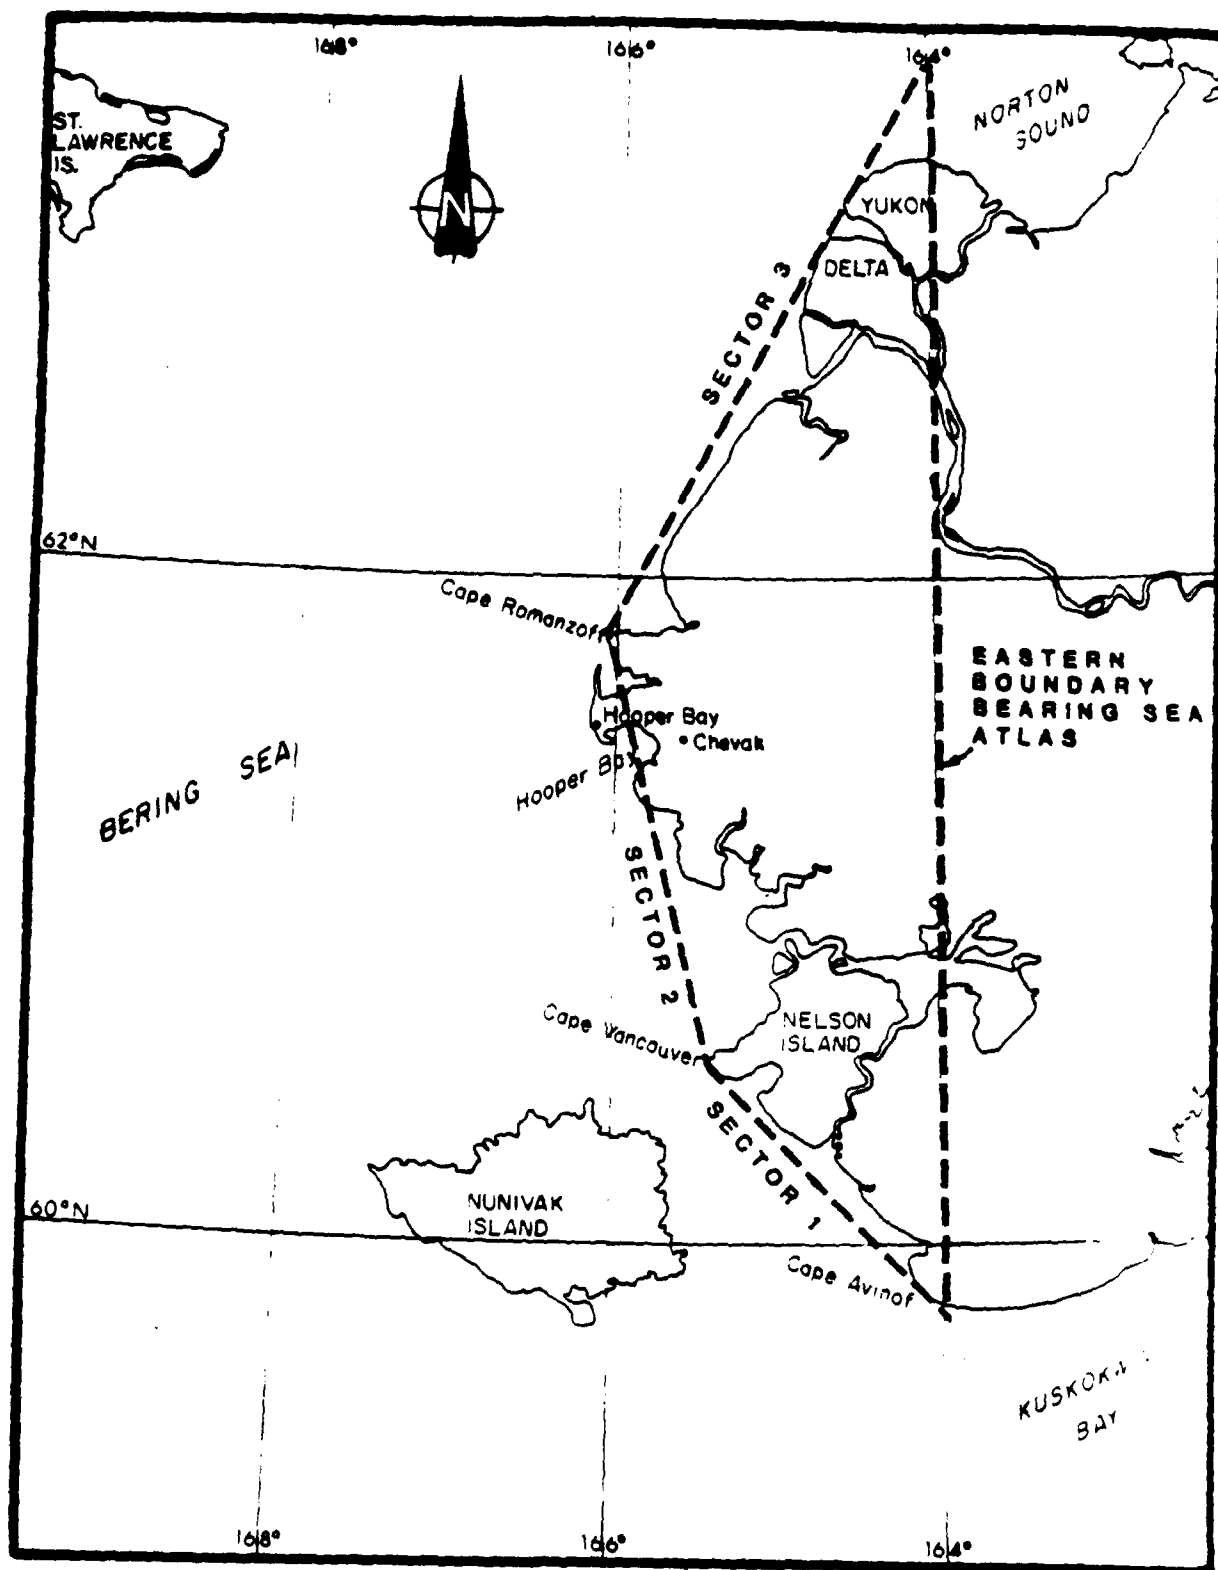 168°
166°
164°
ST.
LAWRENCE
IS.
N
NORTON
SOUND
YUKON
DELTA
SECTOR 3
62°N
Cape Romanzoff
EASTERN
BOUNDARY
BEARING SEA
ATLAS
Hooper Bay
Chevak
Hooper Bay
BERING SEA
SECTOR 2
NELSON
ISLAND
Cape Vancouver
SECTOR 1
NUNIVAK
ISLAND
60°N
Cape Avinof
BAY
168°
166°
164°